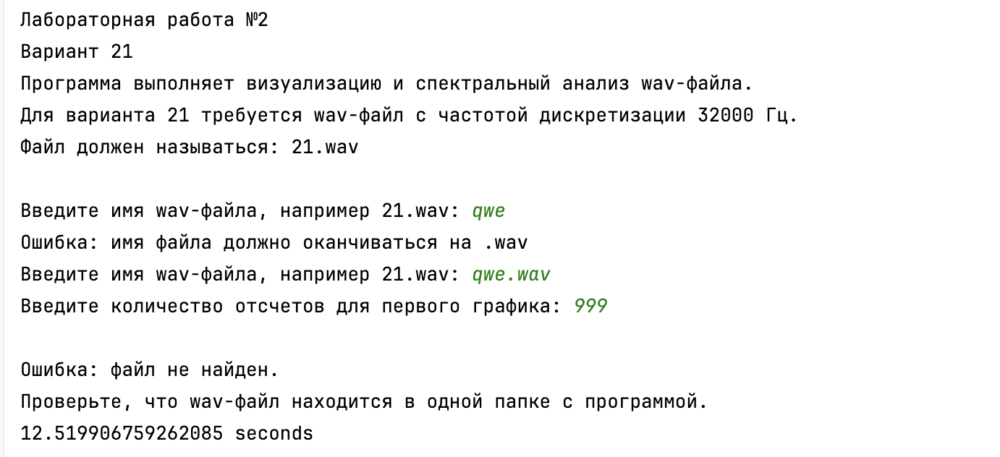 Лабораторная работа №2
Вариант 21
Программа выполняет визуализацию и спектральный анализ wav-файла.
Для варианта 21 требуется wav-файл с частотой дискретизации 32000 Гц.
Файл должен называться: 21.wav
Введите имя wav-файла, например 21.wav: qwe
Ошибка: имя файла должно оканчиваться на .wav
Введите имя wav-файла, например 21.wav: qwe.wav
Введите количество отсчетов для первого графика: 999
Ошибка: файл не найден.
Проверьте, что wav-файл находится в одной папке с программой.
12.519906759262085 seconds